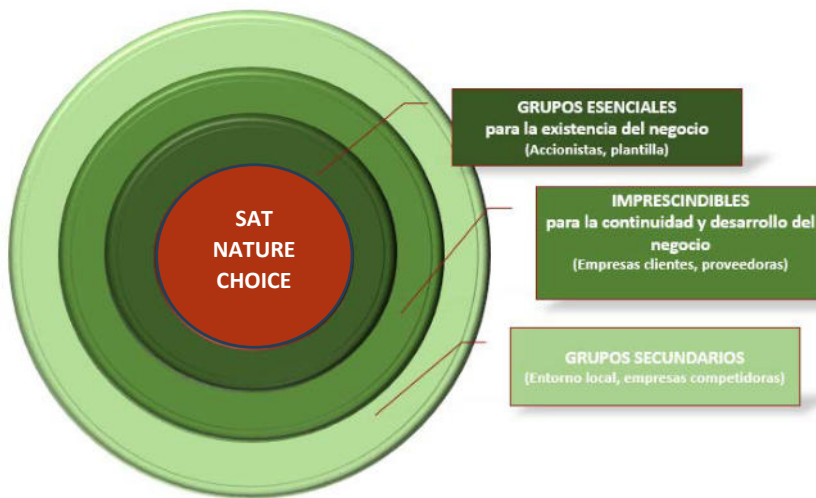 GRUPOS ESENCIALES
para la existencia del negocio
(Accionistas, plantilla)
SAT
NATURE
CHOICE
IMPRESCINDIBLES
para la continuidad y desarrollo del
negocio
(Empresas clientes, proveedoras)
GRUPOS SECUNDARIOS
(Entorno local, empresas competidoras)